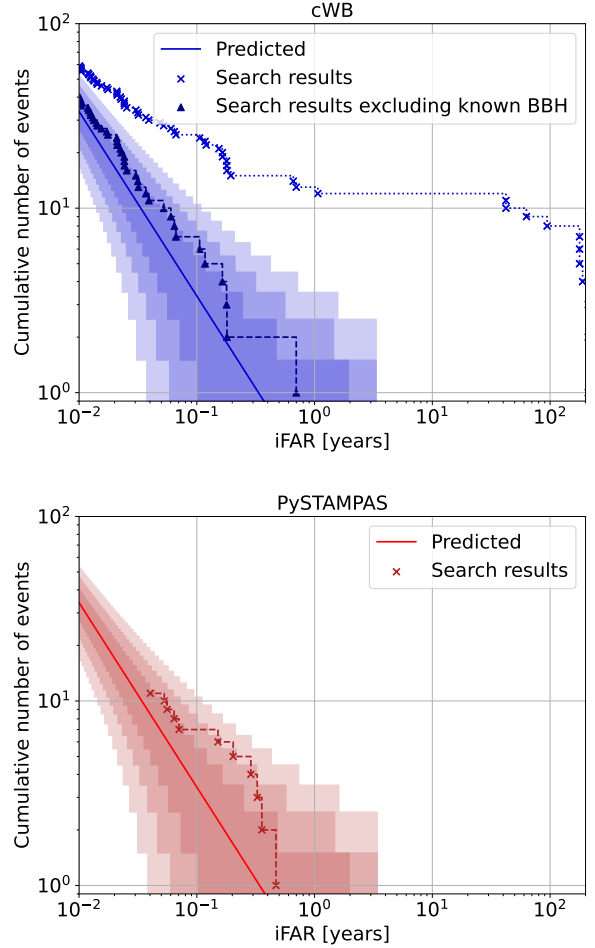 cWB
Cumulative number of events
10²
10¹
10⁰
Predicted
Search results
Search results excluding known BBH
10⁻² 10⁻¹ 10⁰ 10¹ 10²
iFAR [years]
PySTAMPAS
Cumulative number of events
10²
10¹
10⁰
Predicted
Search results
10⁻² 10⁻¹ 10⁰ 10¹ 10²
iFAR [years]